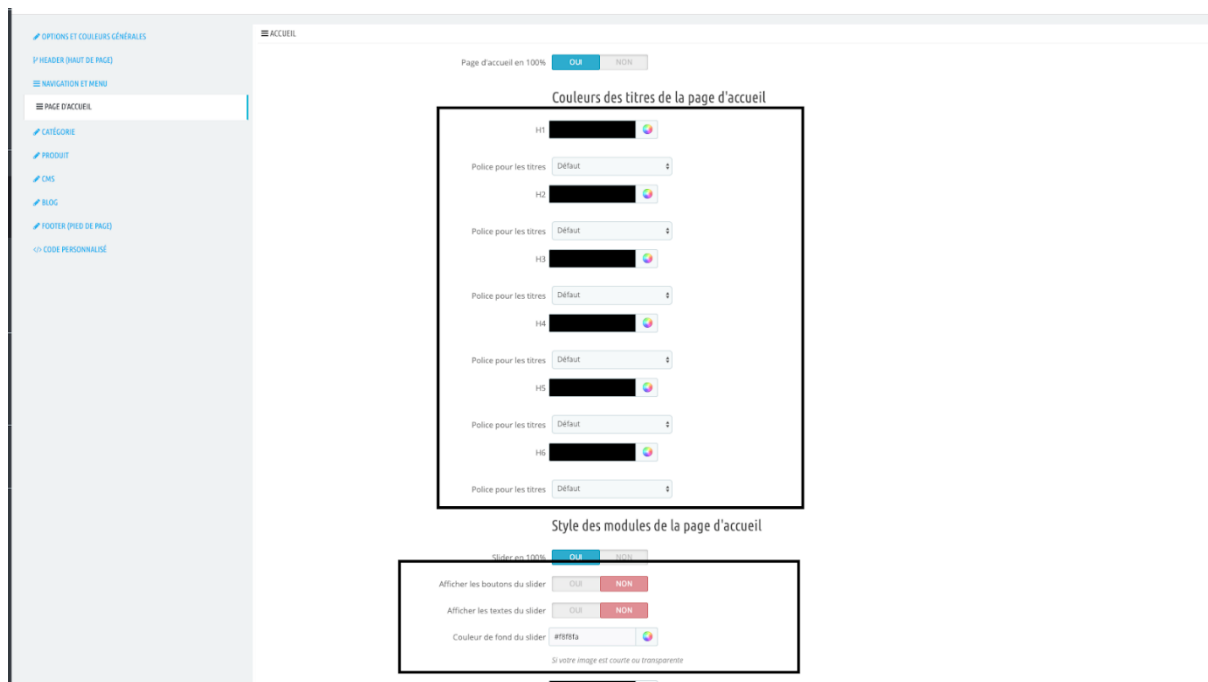 OPTIONS ET COULEURS GÉNÉRALES
HEADER (HAUT DE PAGE)
NAVIGATION ET MENU
PAGE D'ACCUEIL
CATÉGORIE
PRODUIT
CMS
BLOG
FOOTER (PIED DE PAGE)
</> CODE PERSONNALISÉ
ACCUEIL
Page d'accueil en 100% OUI NON
Couleurs des titres de la page d'accueil
H1
Police pour les titres Défaut
H2
Police pour les titres Défaut
H3
Police pour les titres Défaut
H4
Police pour les titres Défaut
H5
Police pour les titres Défaut
H6
Police pour les titres Défaut
Style des modules de la page d'accueil
Slider en 100% OUI NON
Afficher les boutons du slider OUI NON
Afficher les textes du slider OUI NON
Couleur de fond du slider #f8f8fa
Si votre image est courte ou transparente